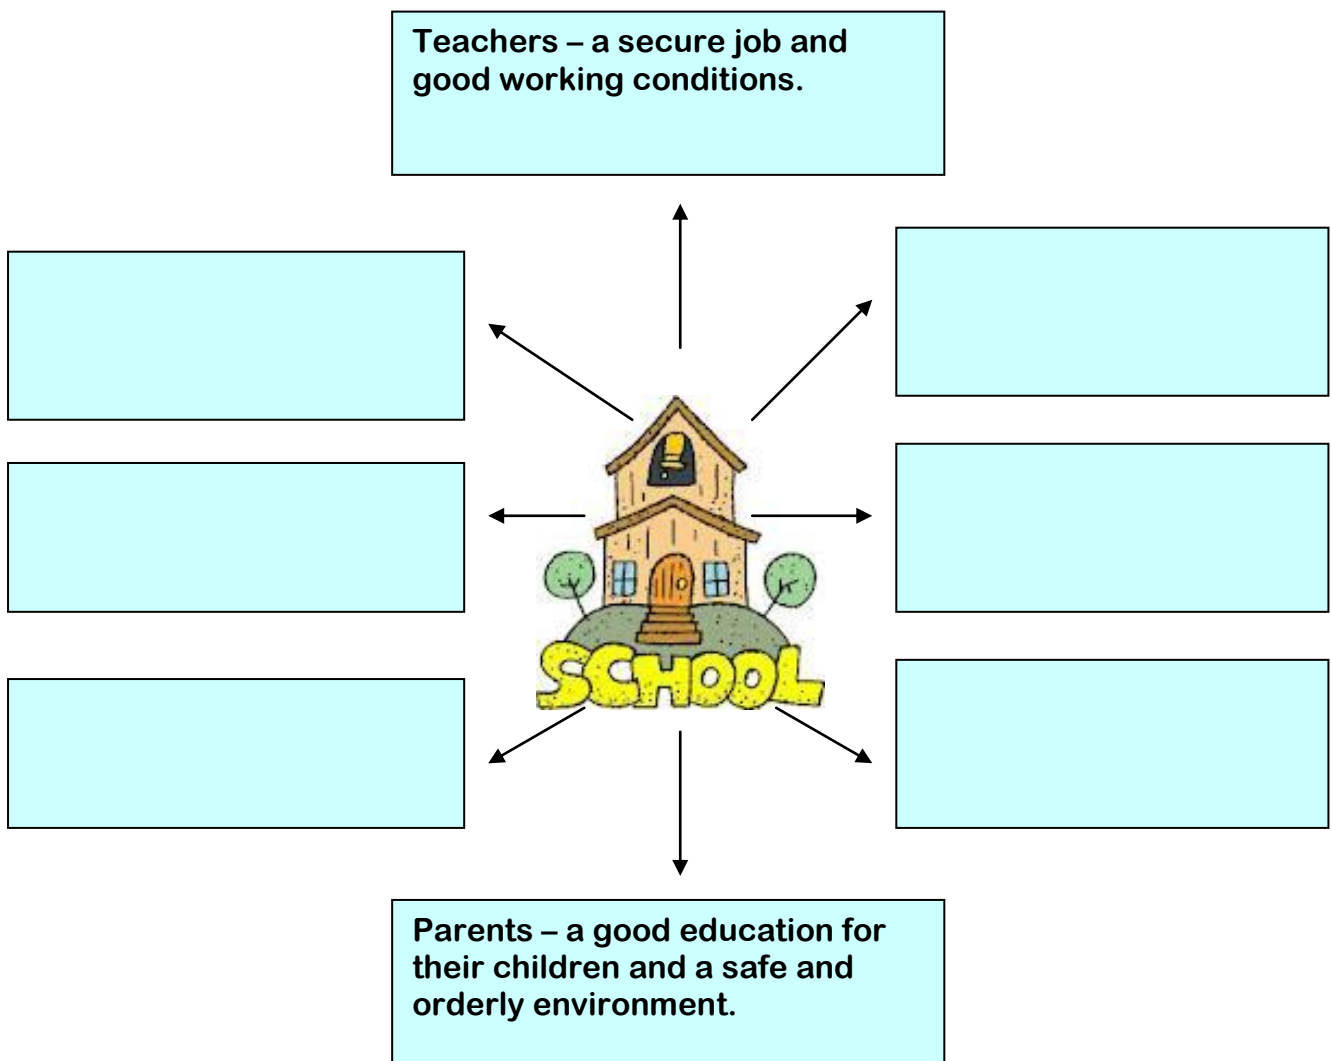 Teachers – a secure job and
good working conditions.
SCHOOL
Parents – a good education for
their children and a safe and
orderly environment.